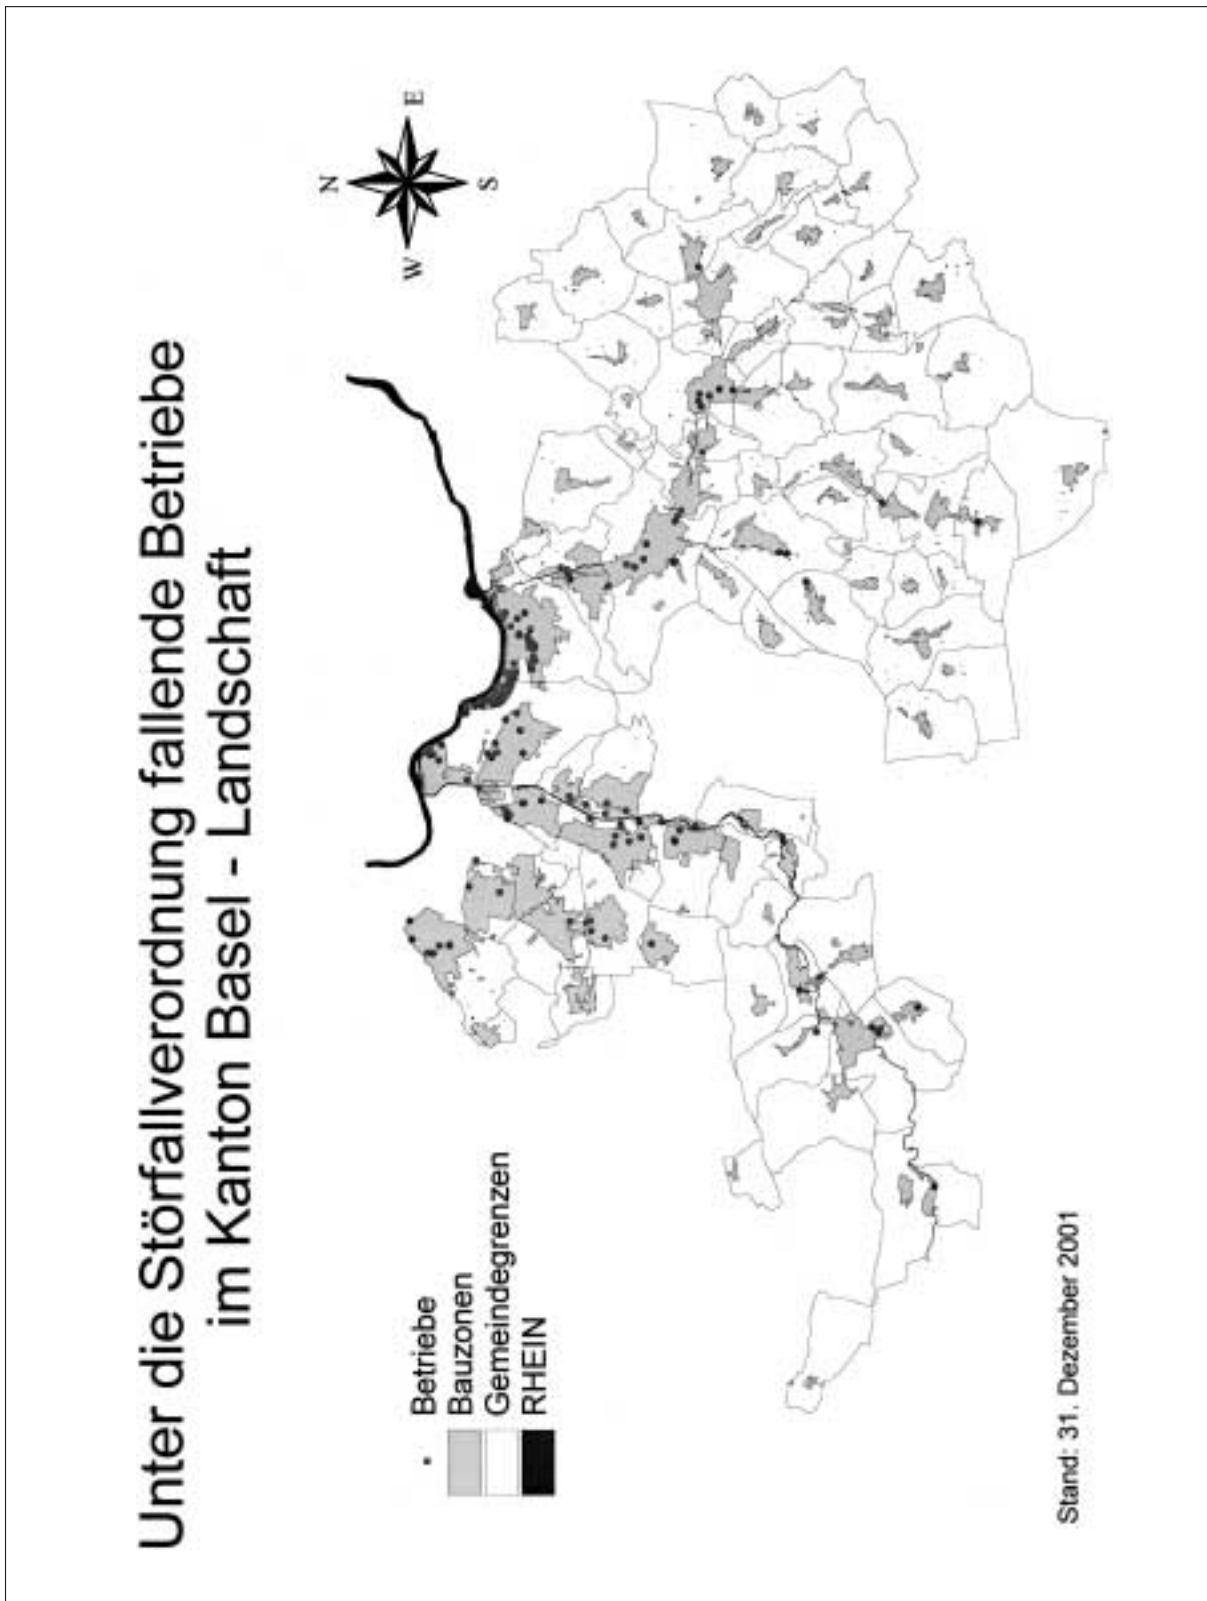 Unter die Störfallverordnung fallende Betriebe
im Kanton Basel - Landschaft
N
W
E
S
Betriebe
Bauzonen
Gemeindegrenzen
RHEIN
Stand: 31. Dezember 2001